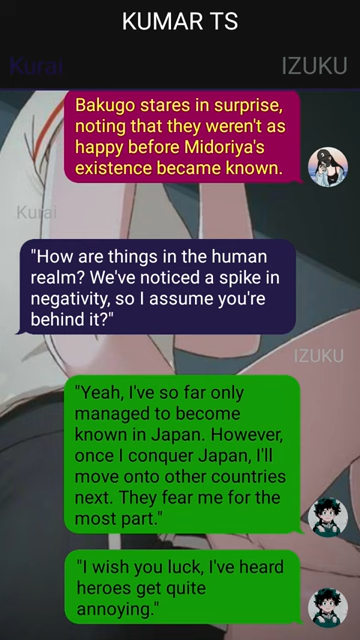 KUMAR TS
Kurai
IZUKU
Bakugo stares in surprise,
noting that they weren't as
happy before Midoriya's
existence became known.
Kurai
"How are things in the human
realm? We've noticed a spike in
negativity, so I assume you're
behind it?"
IZUKU
"Yeah, I've so far only
managed to become
known in Japan. However,
once I conquer Japan, I'll
move onto other countries
next. They fear me for the
most part."
"I wish you luck, I've heard
heroes get quite
annoying."